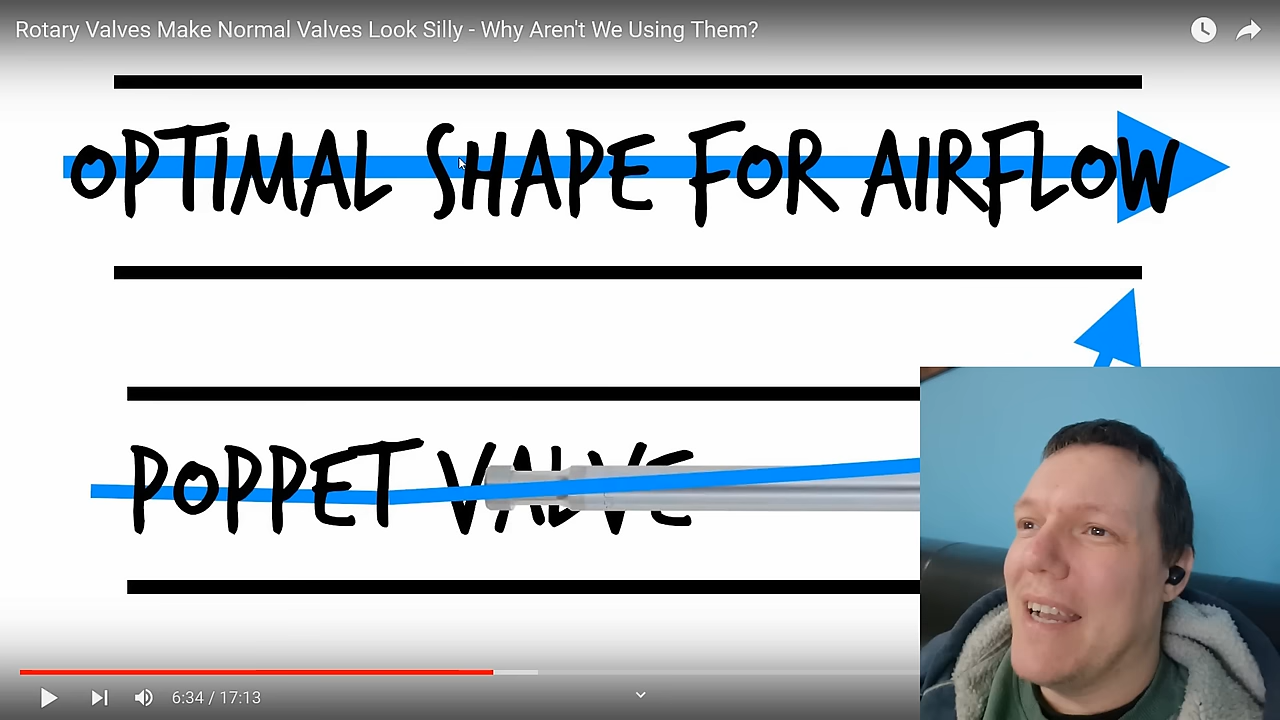 Rotary Valves Make Normal Valves Look Silly - Why Aren't We Using Them?
OPTIMAL SHAPE FOR AIRFLOW
POPPET VALVE
6:34 / 17:13